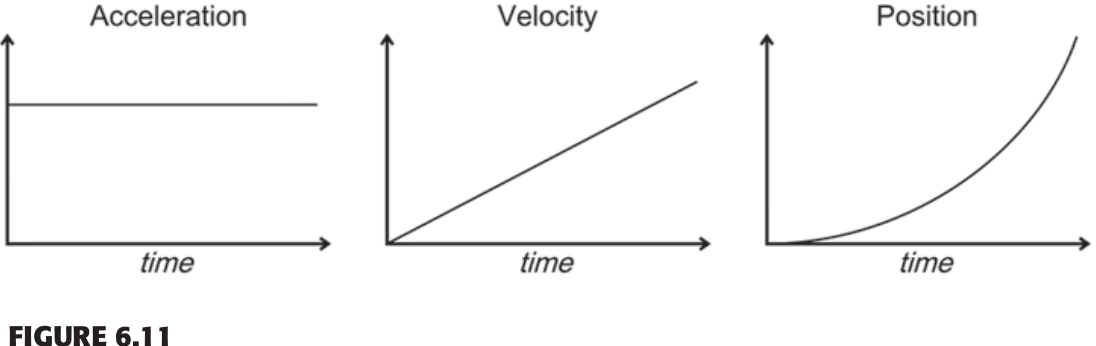 Acceleration
Velocity
Position
time
time
time
FIGURE 6.11